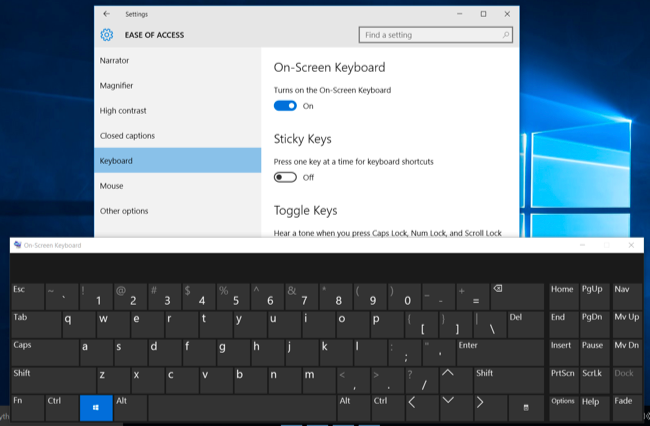 Settings
EASE OF ACCESS
Find a setting
Narrator
Magnifier
High contrast
Closed captions
Keyboard
Mouse
Other options
On-Screen Keyboard
Turns on the On-Screen Keyboard
On
Sticky Keys
Press one key at a time for keyboard shortcuts
Off
Toggle Keys
Hear a tone when you press Caps Lock, Num Lock, and Scroll Lock
On-Screen Keyboard
Esc ~ ` ! 1 @ 2 # 3 $ 4 % 5 ^ 6 & 7 * 8 ( 9 ) 0 _ - + = Home PgUp Nav
Tab q w e r t y u i o p { [ } ] | \ Del End PgDn Mv Up
Caps a s d f g h j k l : ; " ' Enter Insert Pause Mv Dn
Shift z x c v b n m < , > . ? / Shift PrtScn ScrLk Dock
Fn Ctrl Alt Alt Ctrl Options Help Fade